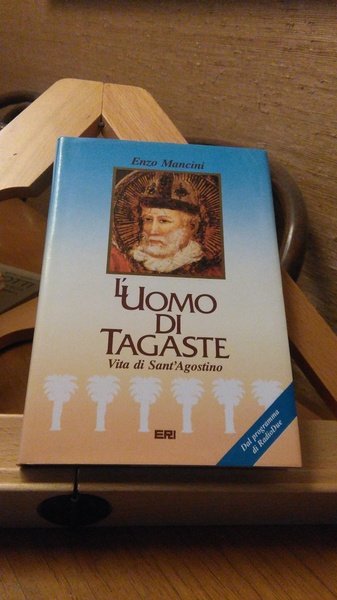 Enzo Mancini
L'UOMO
DI
TAGASTE
Vita di Sant'Agostino
ERI
Dal programma
di RadioDue